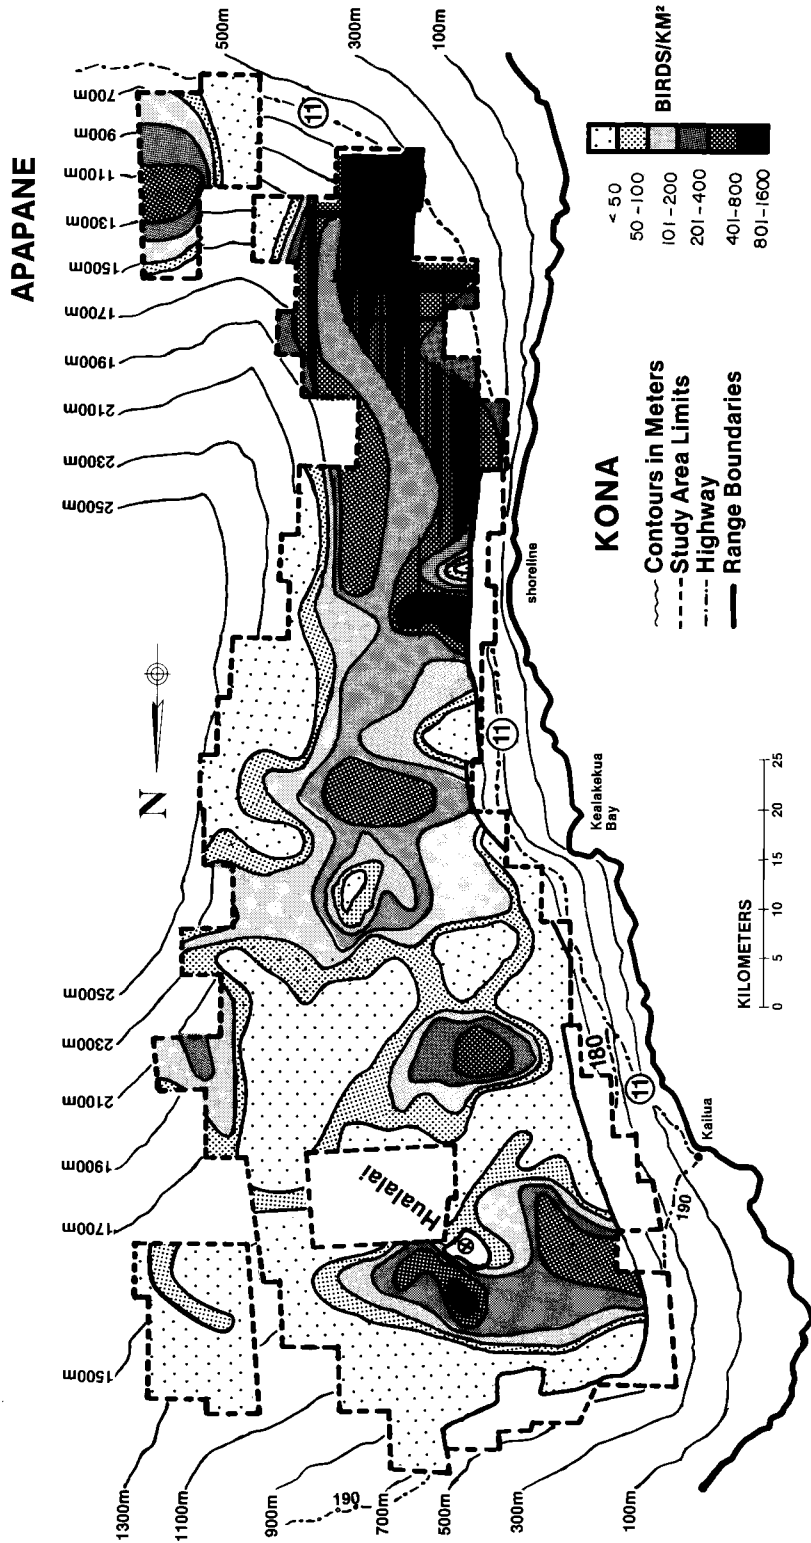 APAPANE
700m
900m
1100m
1300m
1500m
1700m
1900m
2100m
2300m
2500m
2500m
2300m
2100m
1900m
1700m
1500m
1300m
1100m
900m
700m
500m
300m
100m
500m
300m
100m
N
11
11
11
180
190
190
Hualalai
Kailua
Kealakekua
Bay
shoreline
KILOMETERS
0 5 10 15 20 25
KONA
Contours in Meters
Study Area Limits
Highway
Range Boundaries
BIRDS/KM²
< 50
50-100
101-200
201-400
401-800
801-1600